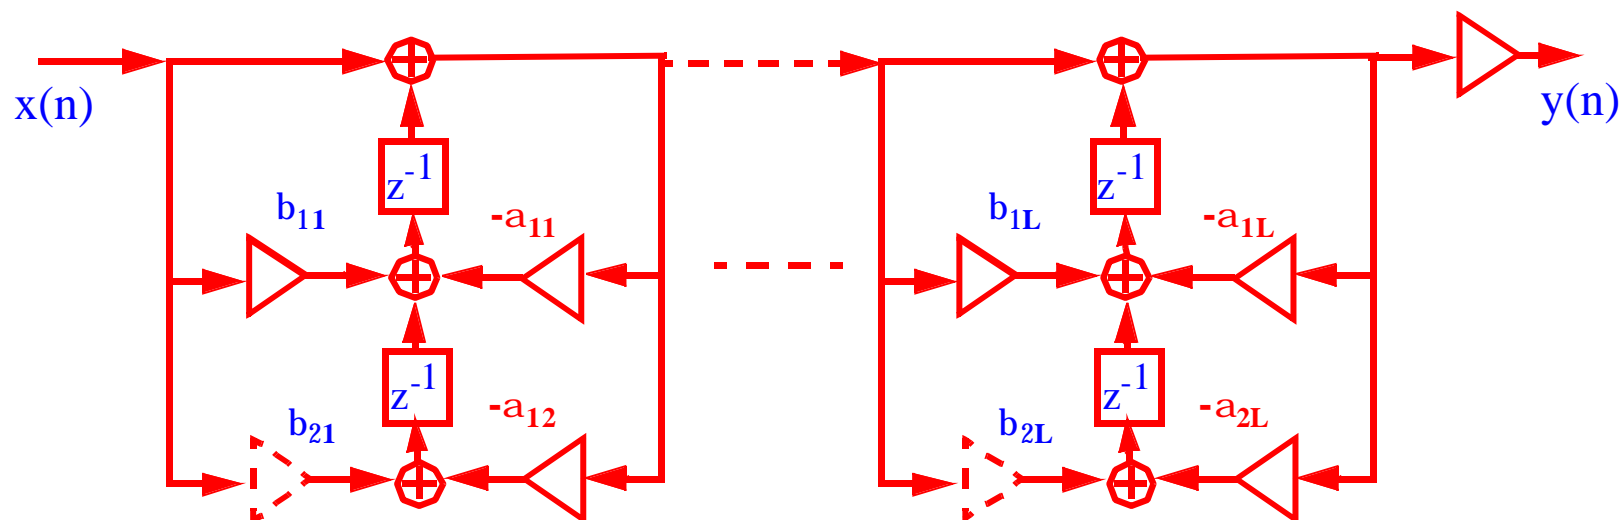 x(n)
y(n)
z⁻¹
z⁻¹
b₁₁
-a₁₁
b₁L
-a₁L
z⁻¹
z⁻¹
b₂₁
-a₁₂
b₂L
-a₂L